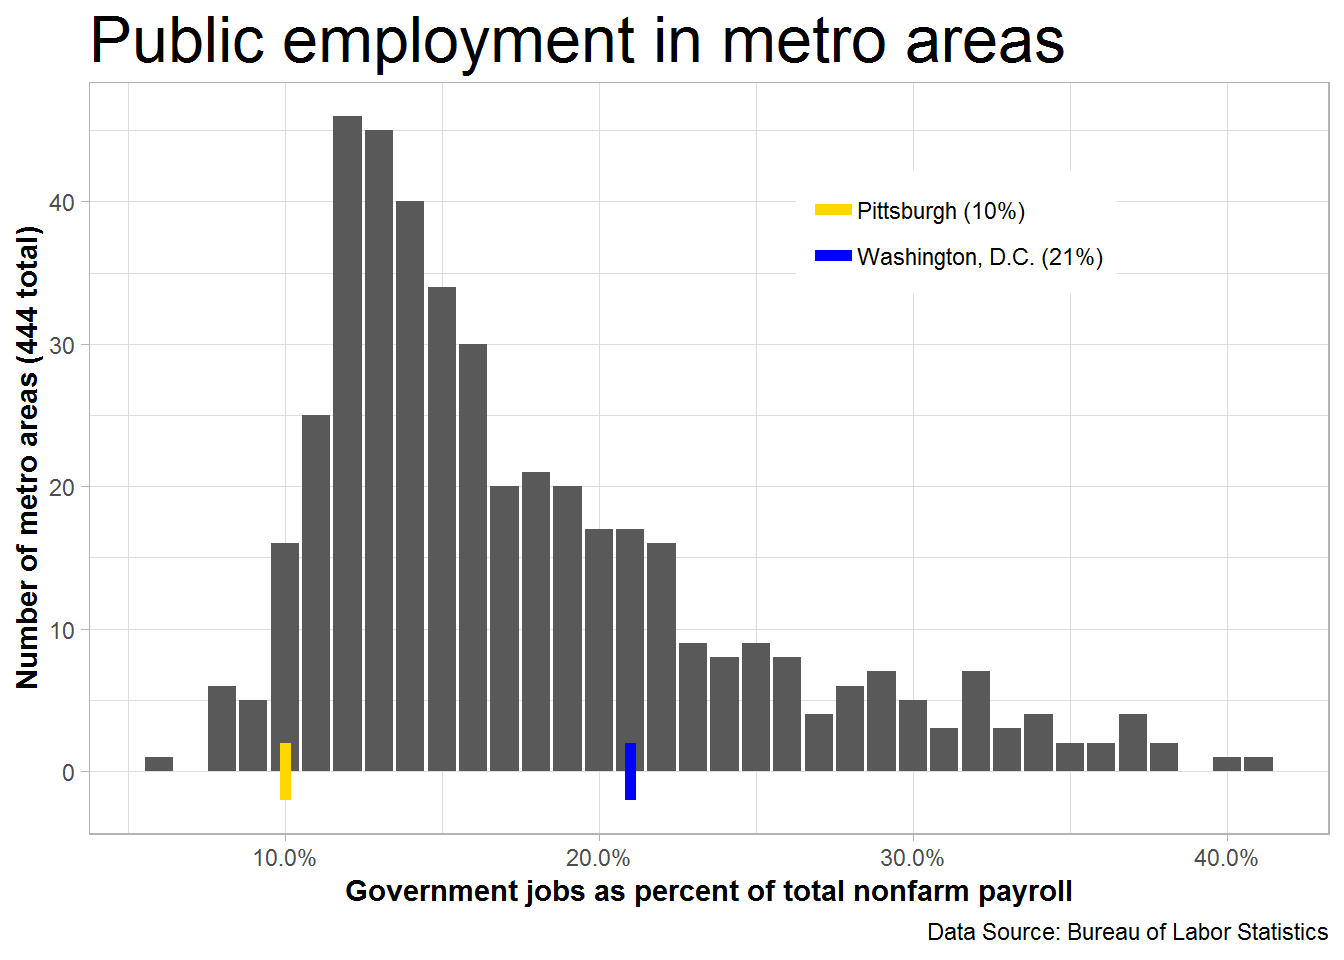 Public employment in metro areas
Number of metro areas (444 total)
40
30
20
10
0
Pittsburgh (10%)
Washington, D.C. (21%)
10.0%
20.0%
30.0%
40.0%
Government jobs as percent of total nonfarm payroll
Data Source: Bureau of Labor Statistics